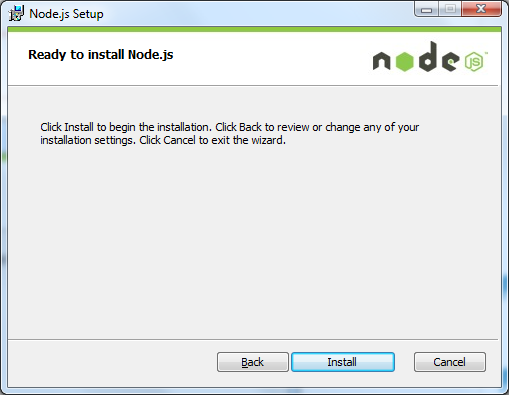 Node.js Setup
Ready to install Node.js
node JS™
Click Install to begin the installation. Click Back to review or change any of your
installation settings. Click Cancel to exit the wizard.
Back Install Cancel